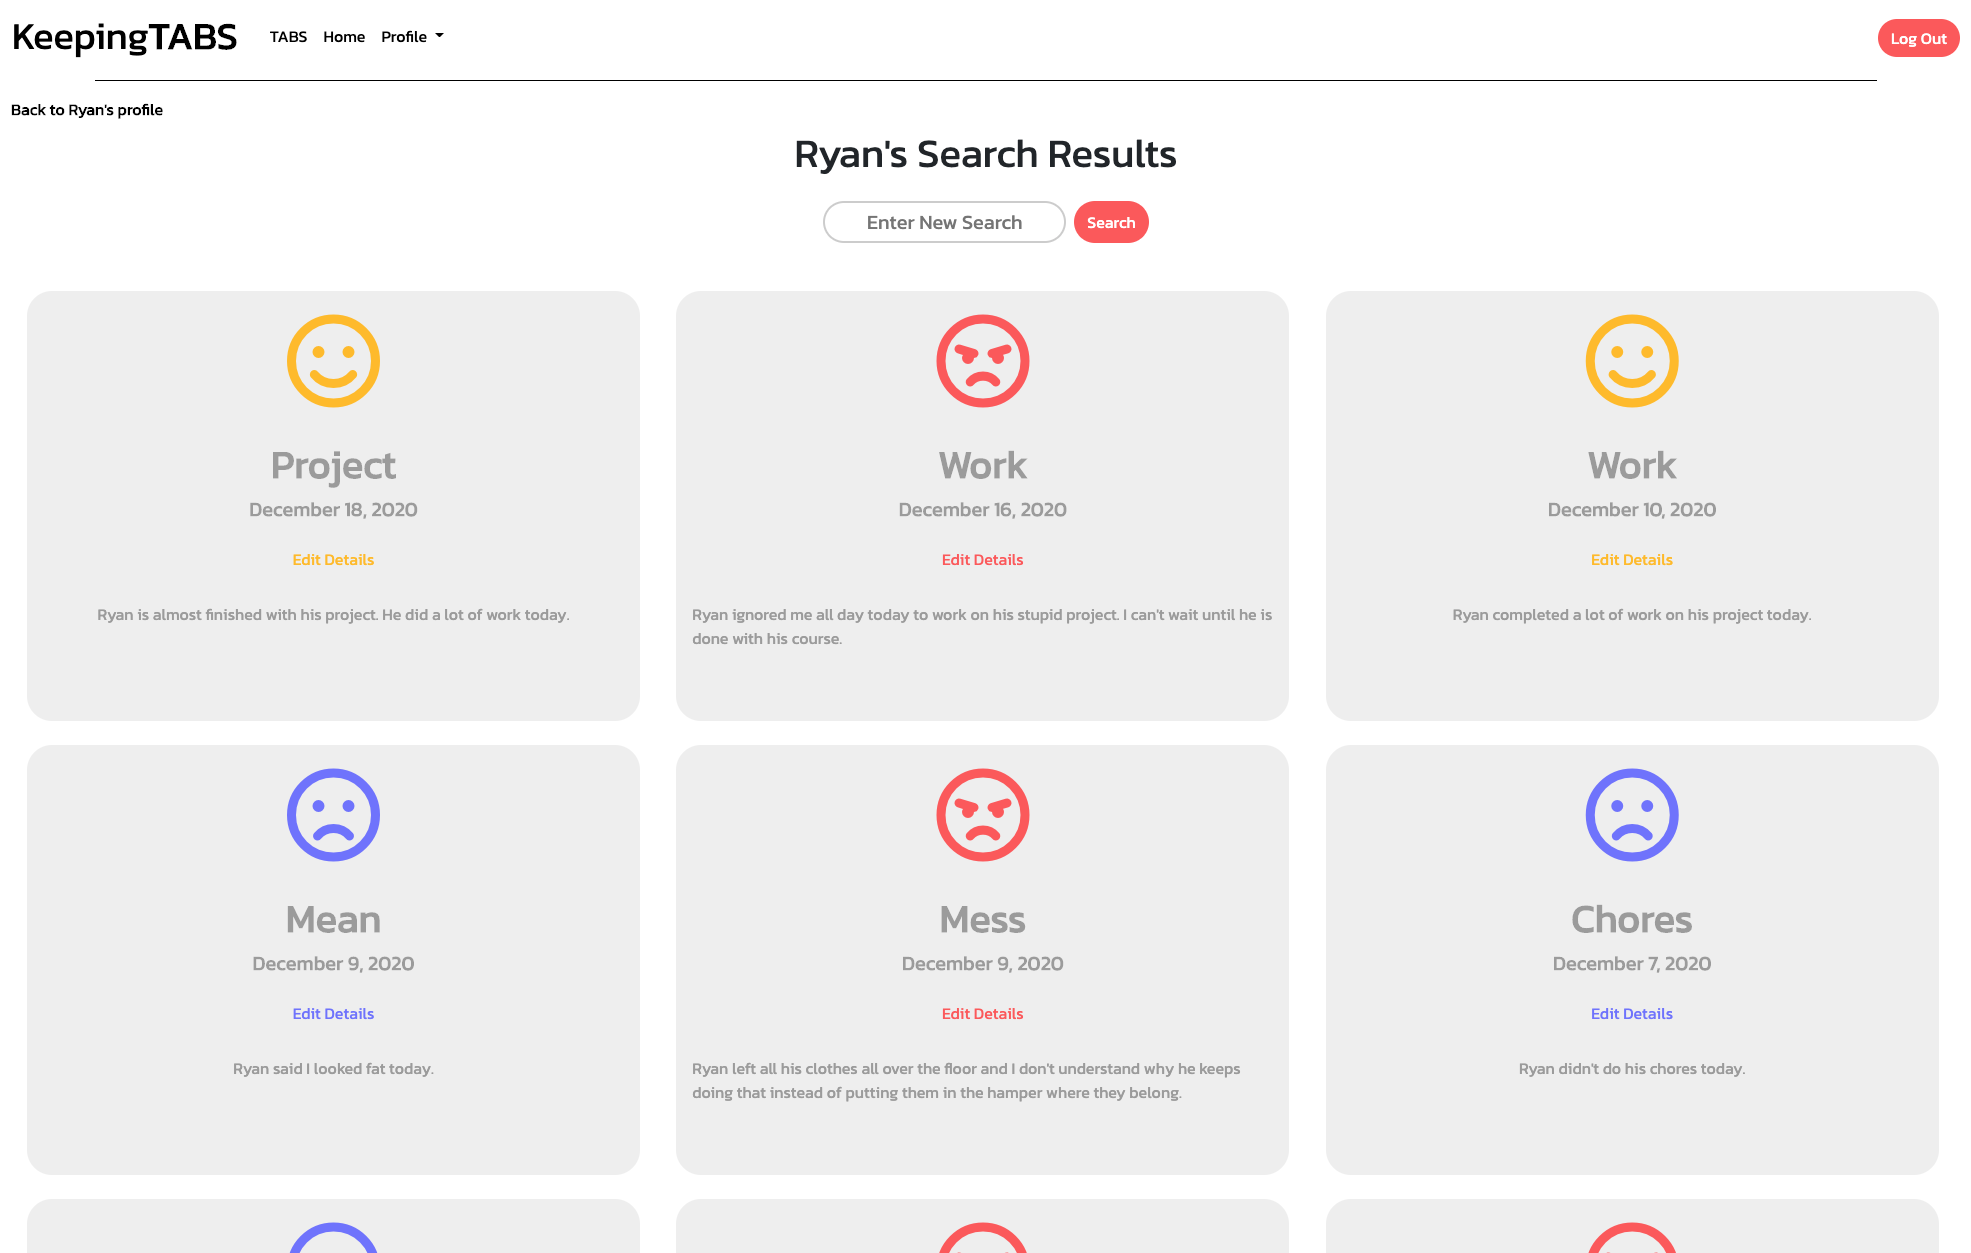 KeepingTABS
TABS
Home
Profile
Log Out
Back to Ryan's profile
Ryan's Search Results
Enter New Search
Search
Project
December 18, 2020
Edit Details
Ryan is almost finished with his project. He did a lot of work today.
Work
December 16, 2020
Edit Details
Ryan ignored me all day today to work on his stupid project. I can't wait until he is
done with his course.
Work
December 10, 2020
Edit Details
Ryan completed a lot of work on his project today.
Mean
December 9, 2020
Edit Details
Ryan said I looked fat today.
Mess
December 9, 2020
Edit Details
Ryan left all his clothes all over the floor and I don't understand why he keeps
doing that instead of putting them in the hamper where they belong.
Chores
December 7, 2020
Edit Details
Ryan didn't do his chores today.